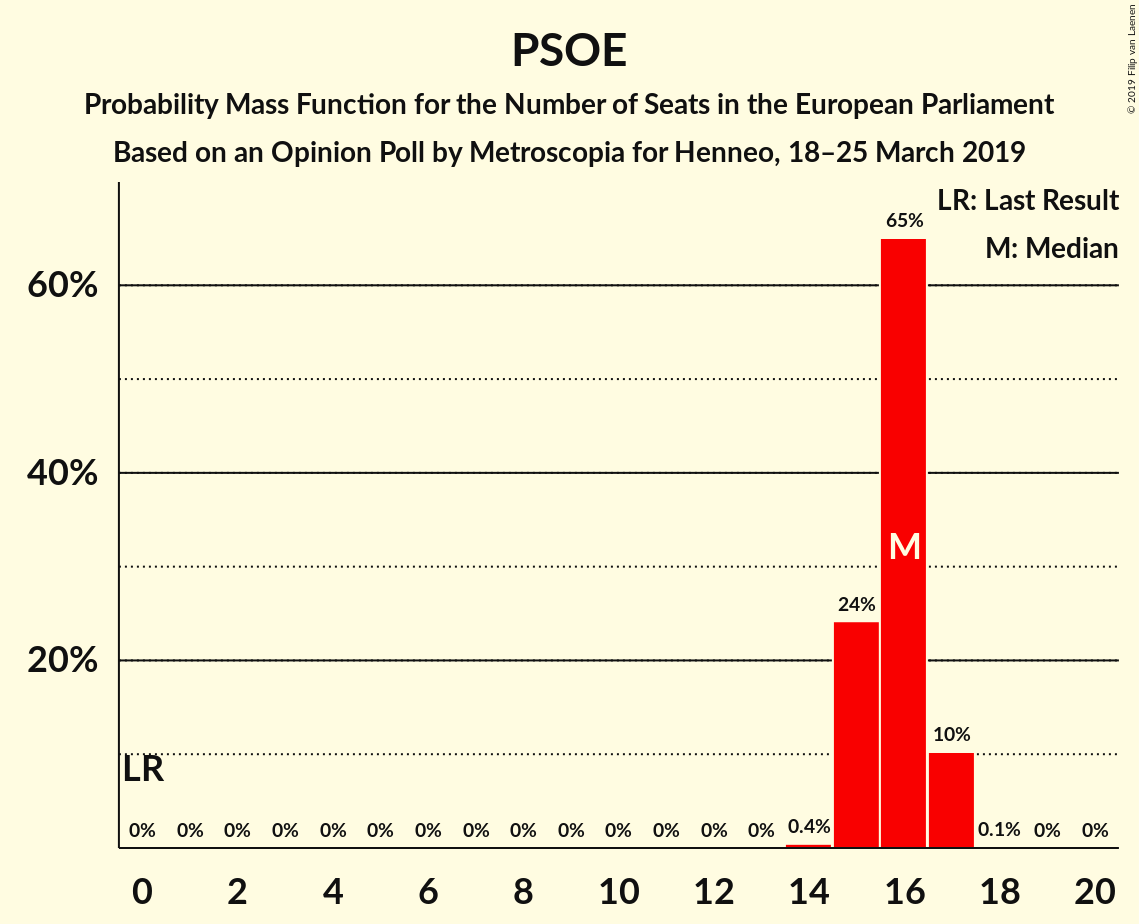 PSOE
Probability Mass Function for the Number of Seats in the European Parliament
Based on an Opinion Poll by Metroscopia for Henneo, 18–25 March 2019
© 2019 Filip van Laenen
LR: Last Result
M: Median
65%
60%
40%
M
24%
20%
10%
LR
0% 0% 0% 0% 0% 0% 0% 0% 0% 0% 0% 0% 0% 0% 0.4% 0.1% 0% 0%
0 2 4 6 8 10 12 14 16 18 20